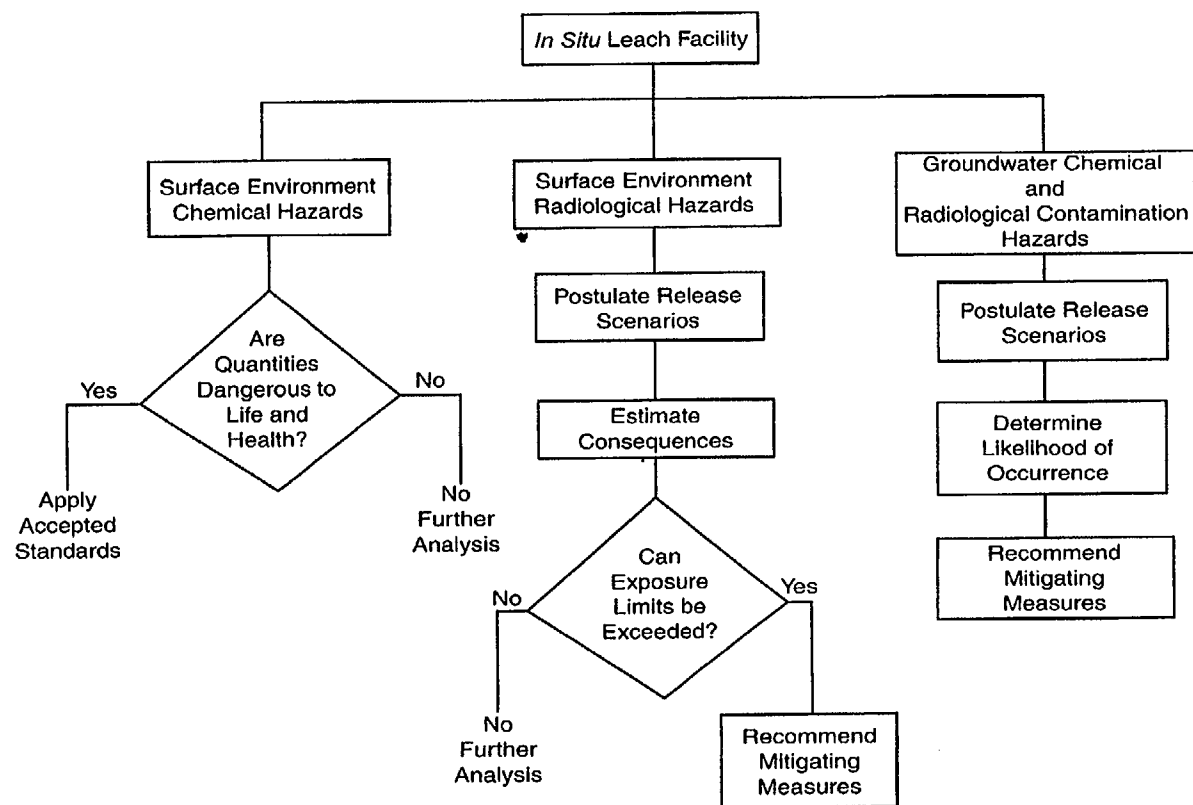 In Situ Leach Facility
Surface Environment
Chemical Hazards
Surface Environment
Radiological Hazards
Groundwater Chemical
and
Radiological Contamination
Hazards
Are
Quantities
Dangerous to
Life and
Health?
Yes
No
Apply
Accepted
Standards
No
Further
Analysis
Postulate Release
Scenarios
Estimate
Consequences
Can
Exposure
Limits be
Exceeded?
No
Yes
No
Further
Analysis
Recommend
Mitigating
Measures
Postulate Release
Scenarios
Determine
Likelihood of
Occurrence
Recommend
Mitigating
Measures